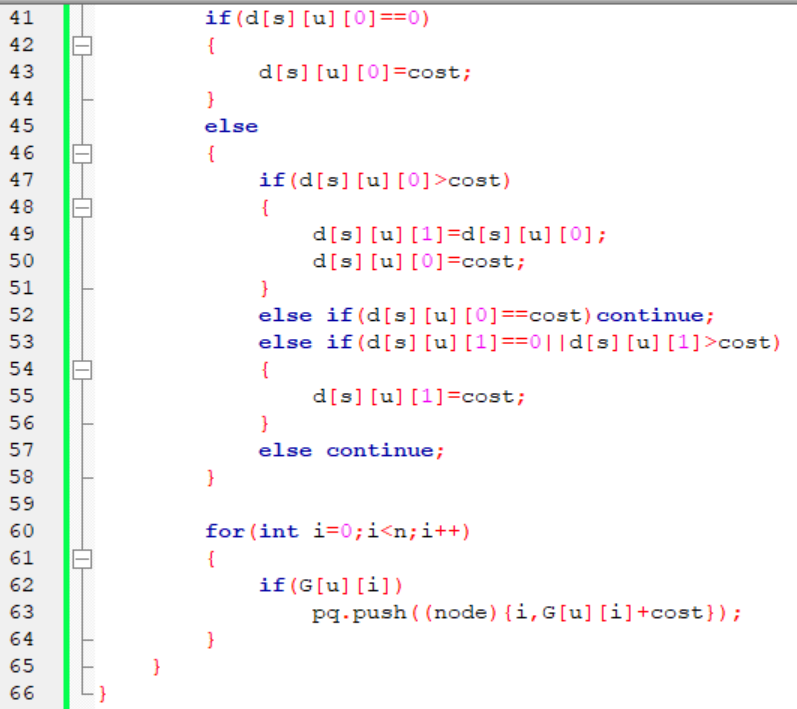 41 if(d[s][u][0]==0)
42 {
43 d[s][u][0]=cost;
44 }
45 else
46 {
47 if(d[s][u][0]>cost)
48 {
49 d[s][u][1]=d[s][u][0];
50 d[s][u][0]=cost;
51 }
52 else if(d[s][u][0]==cost)continue;
53 else if(d[s][u][1]==0||d[s][u][1]>cost)
54 {
55 d[s][u][1]=cost;
56 }
57 else continue;
58 }
59
60 for(int i=0;i<n;i++)
61 {
62 if(G[u][i])
63 pq.push((node){i,G[u][i]+cost});
64 }
65 }
66 }